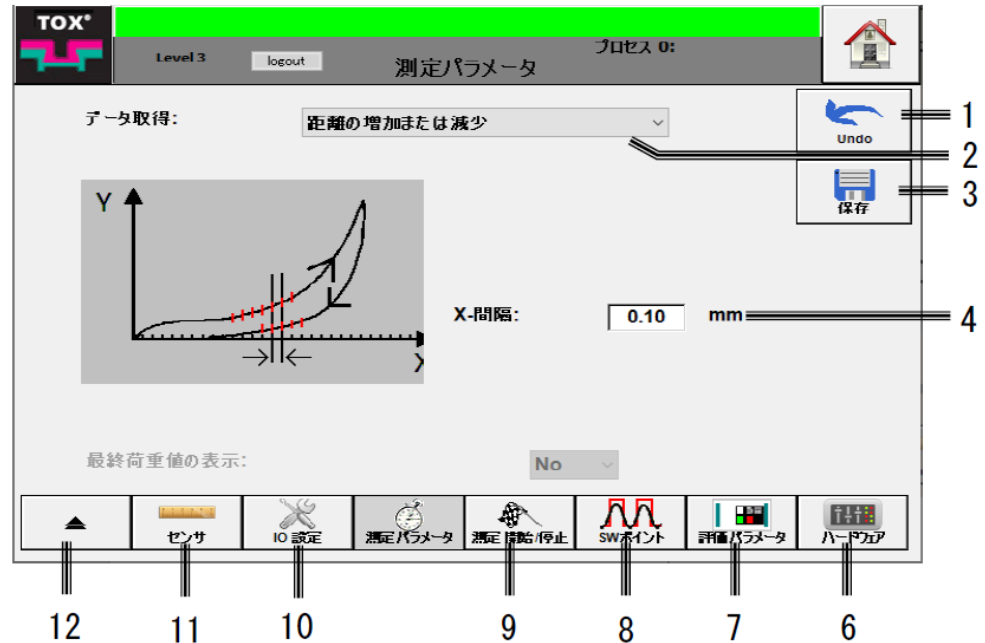 TOX®
Level 3 logout 測定パラメータ プロセス 0:
データ取得: 距離の増加または減少
Undo
1
2
保存
3
Y
X
X-間隔: 0.10 mm
4
最終荷重値の表示: No
センサ IO 設定 測定パラメータ 測定 開始/停止 SWポイント 評価パラメータ ハードウェア
12 11 10 9 8 7 6